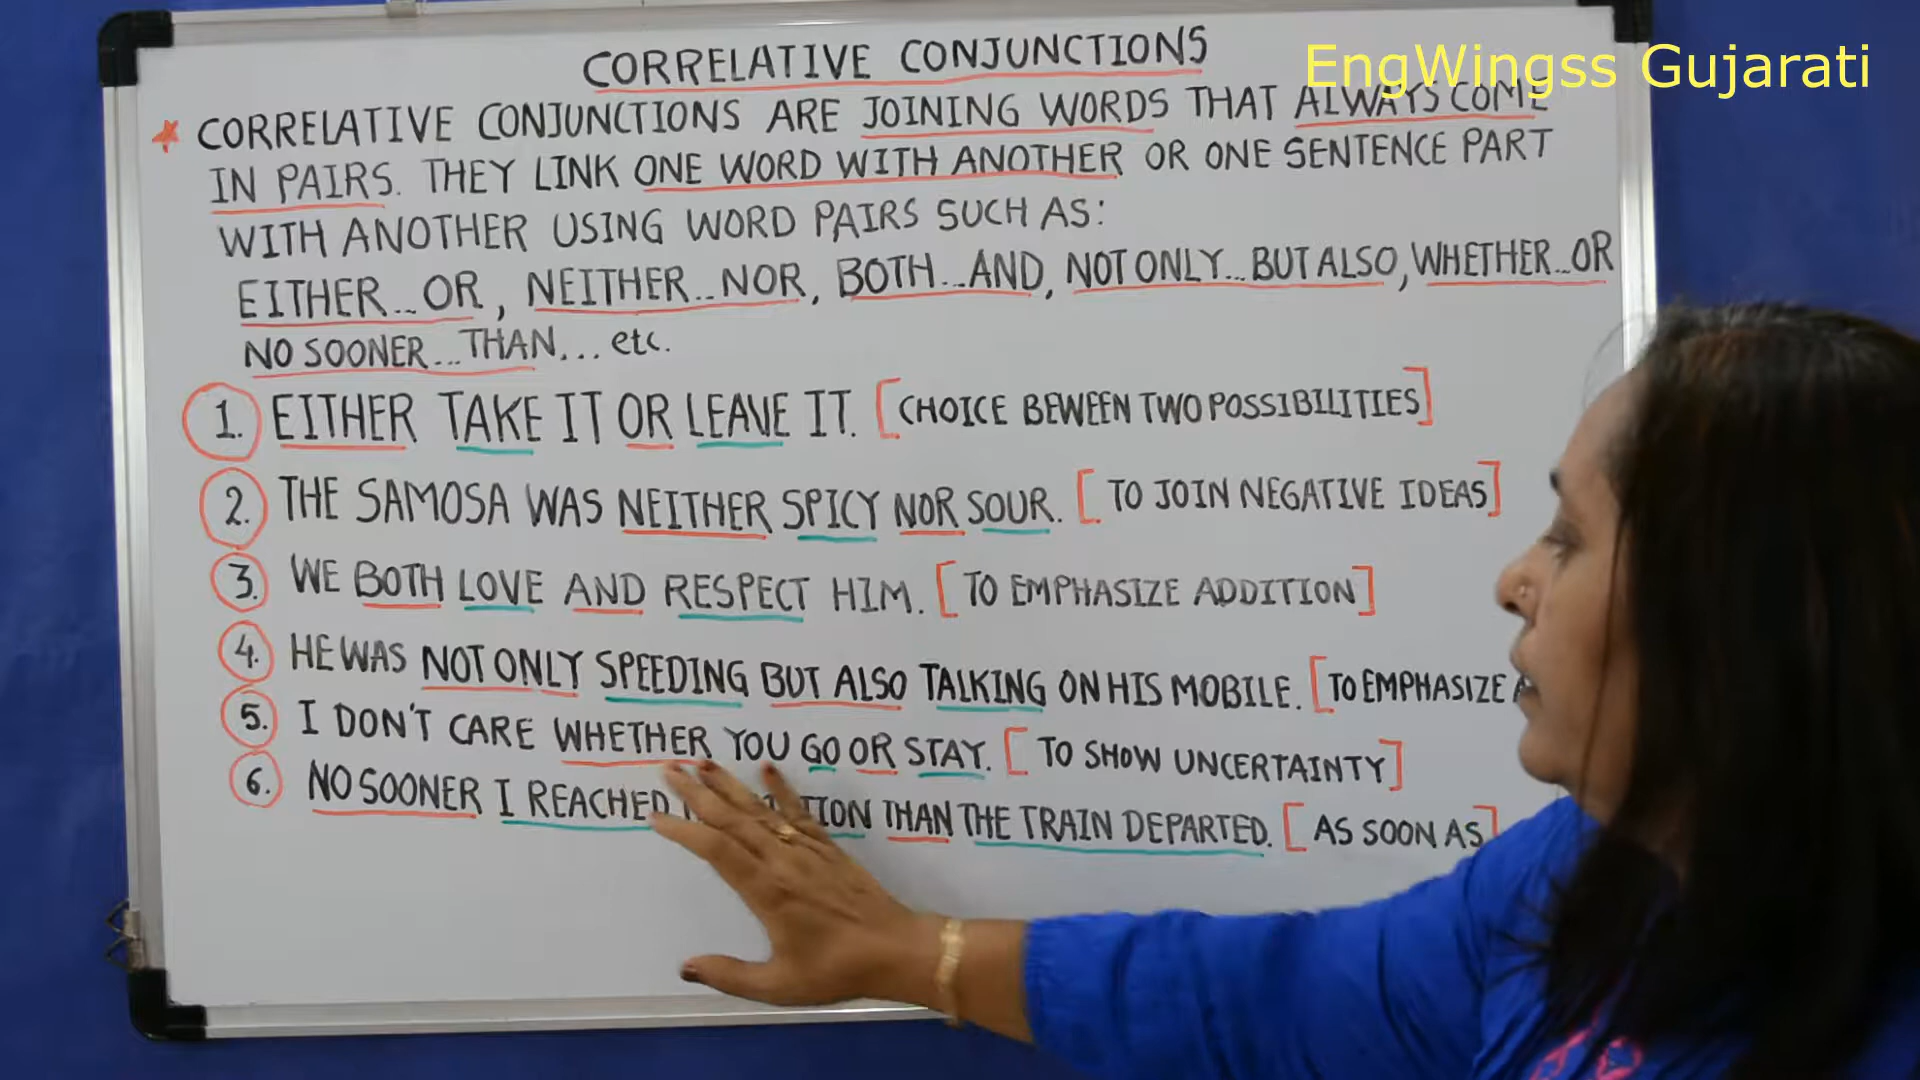 CORRELATIVE CONJUNCTIONS
EngWingss Gujarati
★ CORRELATIVE CONJUNCTIONS ARE JOINING WORDS THAT ALWAYS COME
IN PAIRS. THEY LINK ONE WORD WITH ANOTHER OR ONE SENTENCE PART
WITH ANOTHER USING WORD PAIRS SUCH AS:
EITHER...OR, NEITHER...NOR, BOTH...AND, NOT ONLY...BUT ALSO, WHETHER...OR
NO SOONER...THAN... etc.
1. EITHER TAKE IT OR LEAVE IT. [CHOICE BEWEEN TWO POSSIBILITIES]
2. THE SAMOSA WAS NEITHER SPICY NOR SOUR. [TO JOIN NEGATIVE IDEAS]
3. WE BOTH LOVE AND RESPECT HIM. [TO EMPHASIZE ADDITION]
4. HE WAS NOT ONLY SPEEDING BUT ALSO TALKING ON HIS MOBILE. [TO EMPHASIZE
5. I DON'T CARE WHETHER YOU GO OR STAY. [TO SHOW UNCERTAINTY]
6. NO SOONER I REACHED THAN THE TRAIN DEPARTED. [AS SOON AS]